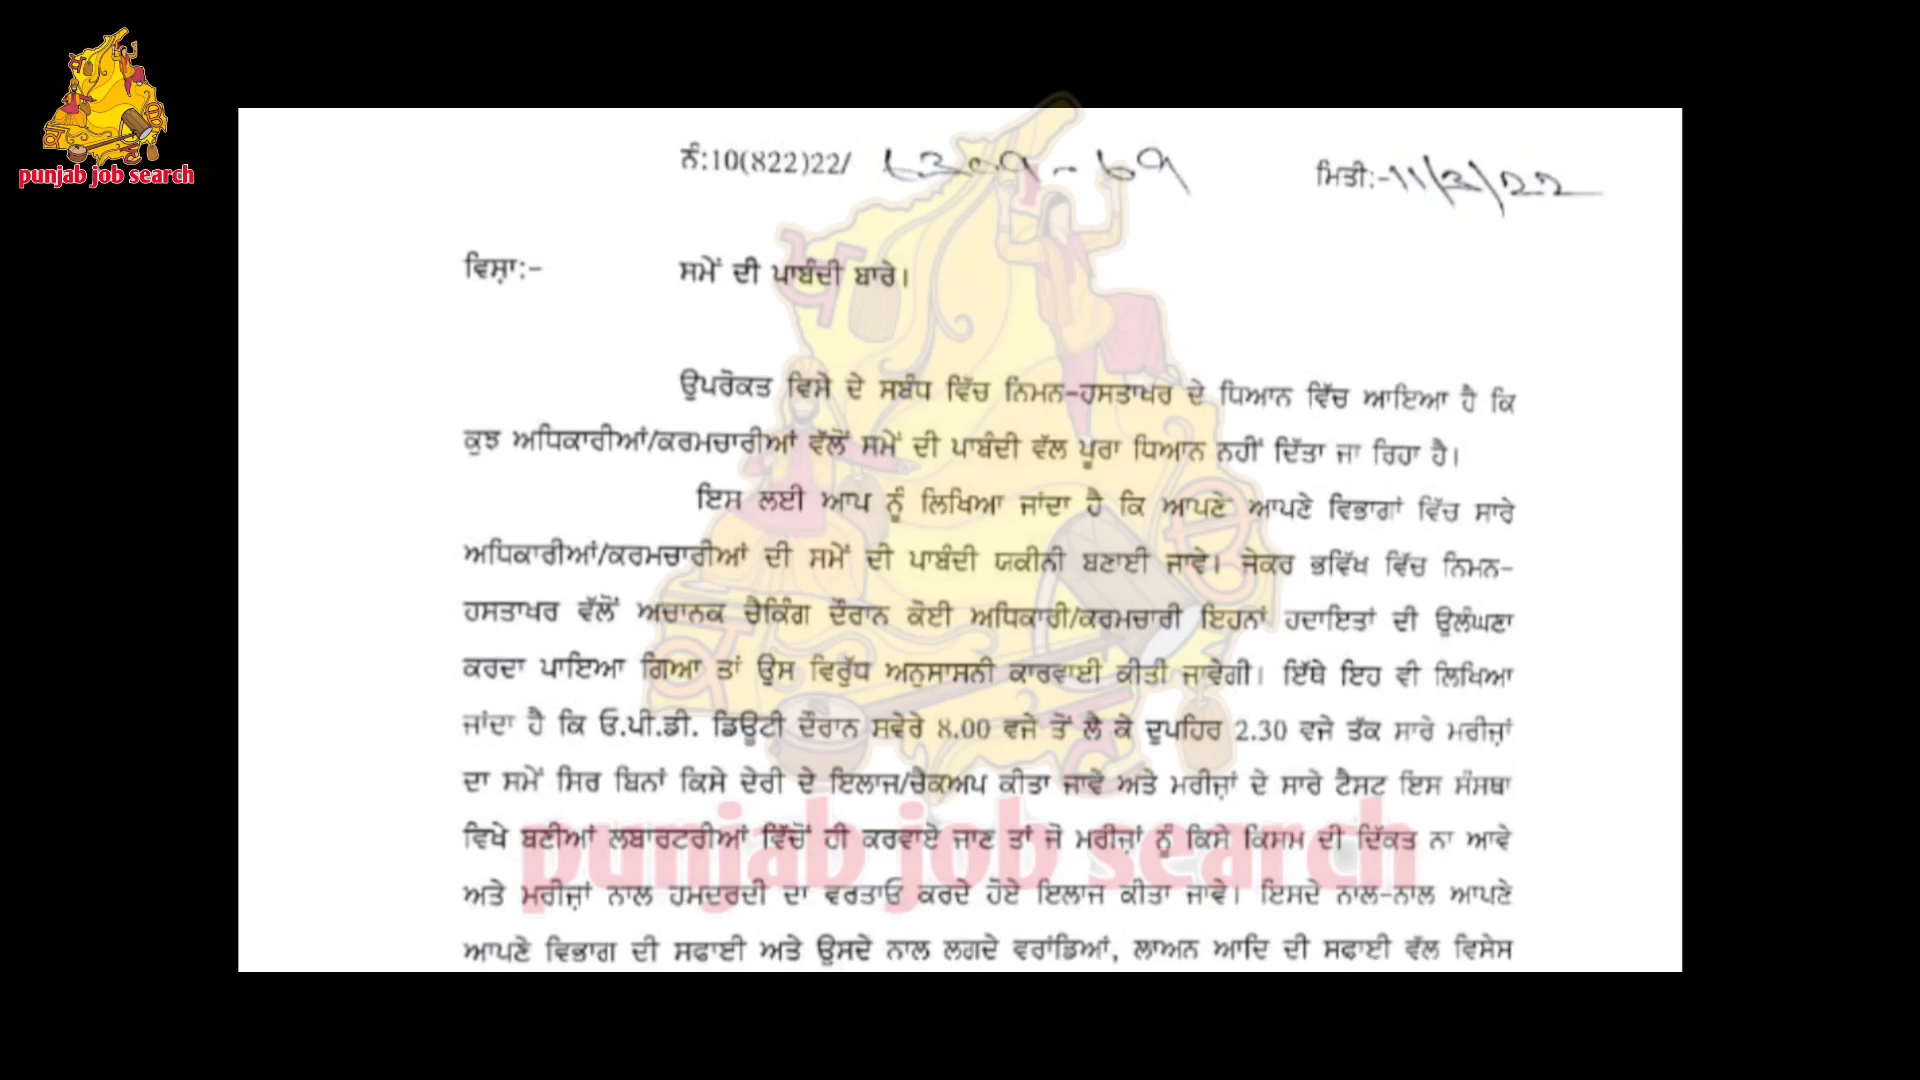 punjab job search
ਨੰ:10(822)22/
ਮਿਤੀ:-11/3/22
ਵਿਸ਼ਾ:- ਸਮੇਂ ਦੀ ਪਾਬੰਦੀ ਬਾਰੇ।
ਉਪਰੋਕਤ ਵਿਸੇ ਦੇ ਸਬੰਧ ਵਿੱਚ ਨਿਮਨ-ਹਸਤਾਖਰ ਦੇ ਧਿਆਨ ਵਿੱਚ ਆਇਆ ਹੈ ਕਿ
ਕੁਝ ਅਧਿਕਾਰੀਆਂ/ਕਰਮਚਾਰੀਆਂ ਵੱਲੋਂ ਸਮੇਂ ਦੀ ਪਾਬੰਦੀ ਵੱਲ ਪੂਰਾ ਧਿਆਨ ਨਹੀਂ ਦਿੱਤਾ ਜਾ ਰਿਹਾ ਹੈ।
ਇਸ ਲਈ ਆਪ ਨੂੰ ਲਿਖਿਆ ਜਾਂਦਾ ਹੈ ਕਿ ਆਪਣੇ ਆਪਣੇ ਵਿਭਾਗਾਂ ਵਿੱਚ ਸਾਰੇ
ਅਧਿਕਾਰੀਆਂ/ਕਰਮਚਾਰੀਆਂ ਦੀ ਸਮੇਂ ਦੀ ਪਾਬੰਦੀ ਯਕੀਨੀ ਬਣਾਈ ਜਾਵੇ। ਜੇਕਰ ਭਵਿੱਖ ਵਿੱਚ ਨਿਮਨ-
ਹਸਤਾਖਰ ਵੱਲੋਂ ਅਚਾਨਕ ਚੈਕਿੰਗ ਦੌਰਾਨ ਕੋਈ ਅਧਿਕਾਰੀ/ਕਰਮਚਾਰੀ ਇਹਨਾਂ ਹਦਾਇਤਾਂ ਦੀ ਉਲੰਘਣਾ
ਕਰਦਾ ਪਾਇਆ ਗਿਆ ਤਾਂ ਉਸ ਵਿਰੁੱਧ ਅਨੁਸਾਸਨੀ ਕਾਰਵਾਈ ਕੀਤੀ ਜਾਵੇਗੀ। ਇੱਥੇ ਇਹ ਵੀ ਲਿਖਿਆ
ਜਾਂਦਾ ਹੈ ਕਿ ਓ.ਪੀ.ਡੀ. ਡਿਊਟੀ ਦੌਰਾਨ ਸਵੇਰੇ 8.00 ਵਜੇ ਤੋਂ ਲੈ ਕੇ ਦੁਪਹਿਰ 2.30 ਵਜੇ ਤੱਕ ਸਾਰੇ ਮਰੀਜ਼ਾਂ
ਦਾ ਸਮੇਂ ਸਿਰ ਬਿਨਾਂ ਕਿਸੇ ਦੇਰੀ ਦੇ ਇਲਾਜ/ਚੈਕਅਪ ਕੀਤਾ ਜਾਵੇ ਅਤੇ ਮਰੀਜ਼ਾਂ ਦੇ ਸਾਰੇ ਟੈਸਟ ਇਸ ਸੰਸਥਾ
ਵਿਖੇ ਬਣੀਆਂ ਲਬਾਰਟਰੀਆਂ ਵਿੱਚੋਂ ਹੀ ਕਰਵਾਏ ਜਾਣ ਤਾਂ ਜੋ ਮਰੀਜ਼ਾਂ ਨੂੰ ਕਿਸੇ ਕਿਸਮ ਦੀ ਦਿੱਕਤ ਨਾ ਆਵੇ
ਅਤੇ ਮਰੀਜ਼ਾਂ ਨਾਲ ਹਮਦਰਦੀ ਦਾ ਵਰਤਾਓ ਕਰਦੇ ਹੋਏ ਇਲਾਜ ਕੀਤਾ ਜਾਵੇ। ਇਸਦੇ ਨਾਲ-ਨਾਲ ਆਪਣੇ
ਆਪਣੇ ਵਿਭਾਗ ਦੀ ਸਫਾਈ ਅਤੇ ਉਸਦੇ ਨਾਲ ਲਗਦੇ ਵਰਾਂਡਿਆਂ, ਲਾਅਨ ਆਦਿ ਦੀ ਸਫਾਈ ਵੱਲ ਵਿਸੇਸ
punjab job search